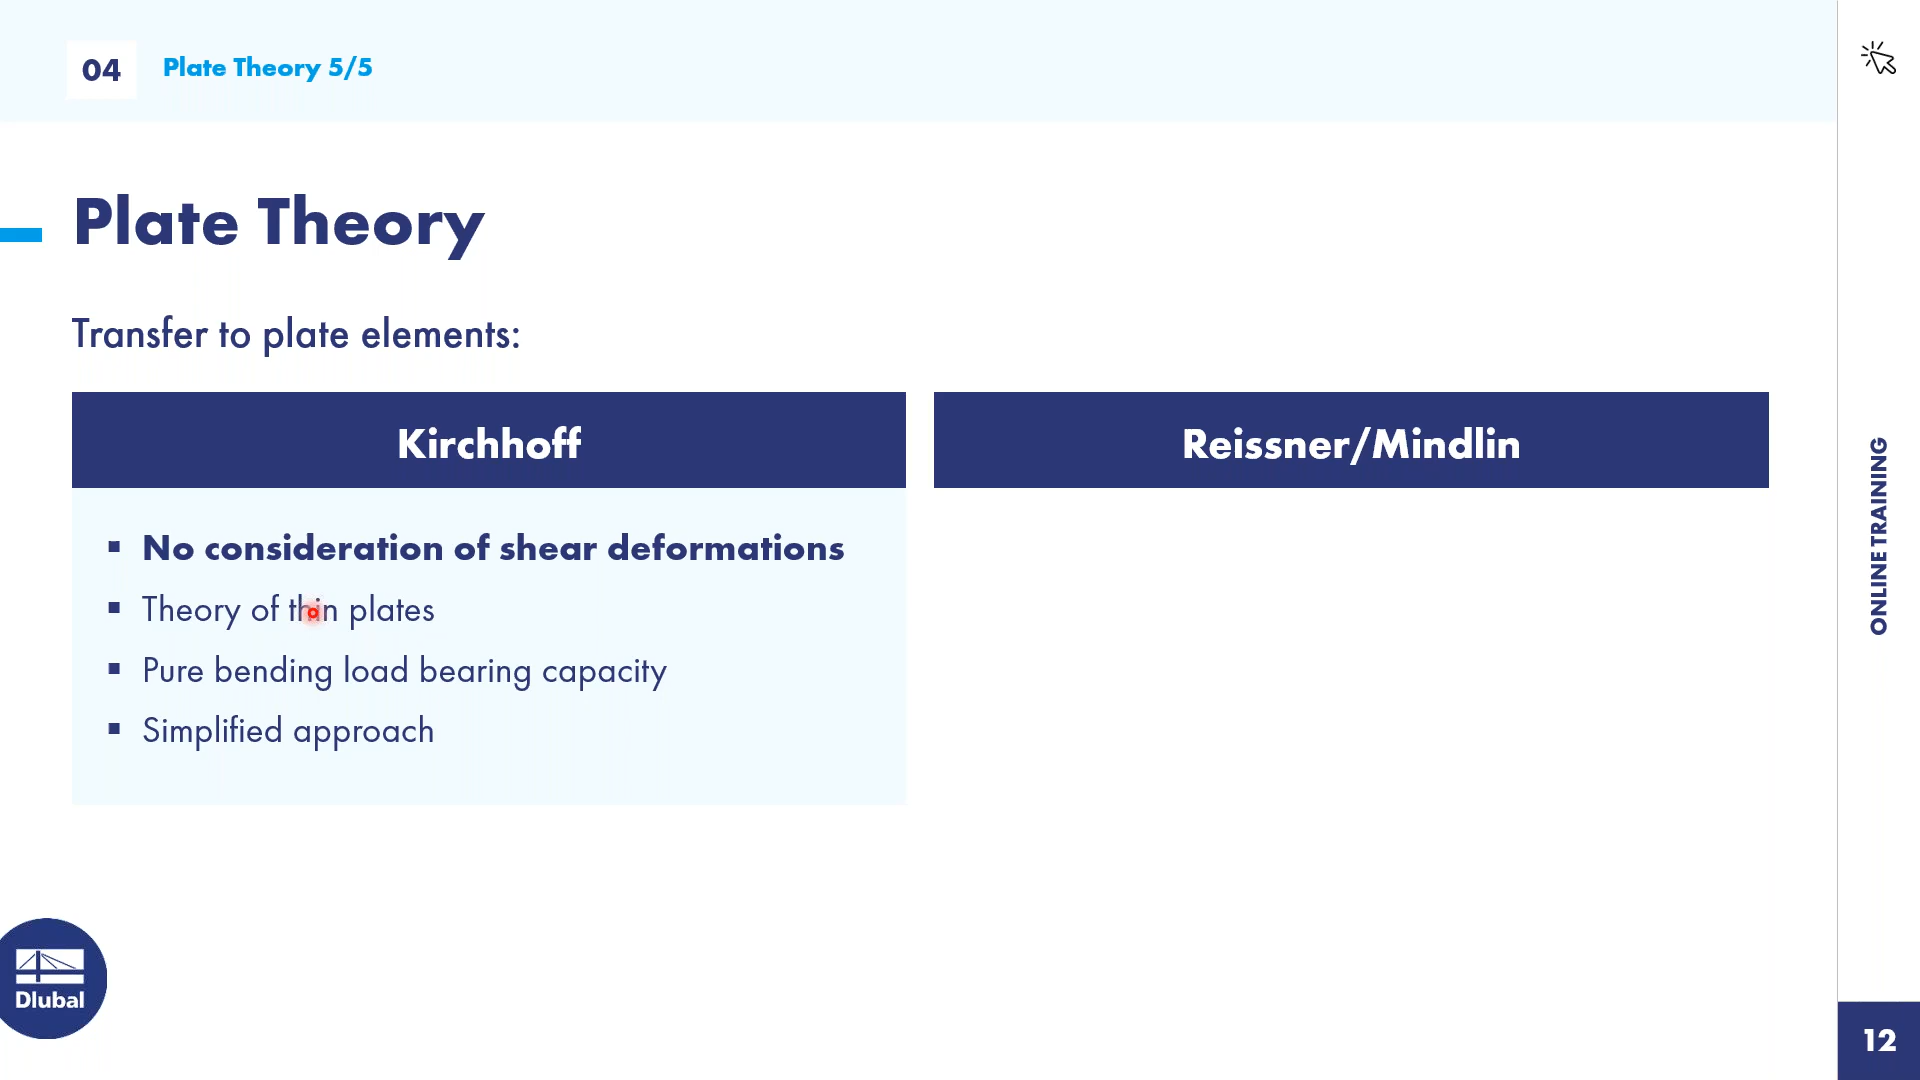 04
Plate Theory 5/5
Plate Theory
Transfer to plate elements:
Kirchhoff
Reissner/Mindlin
▪ No consideration of shear deformations
▪ Theory of thin plates
▪ Pure bending load bearing capacity
▪ Simplified approach
ONLINE TRAINING
Dlubal
12